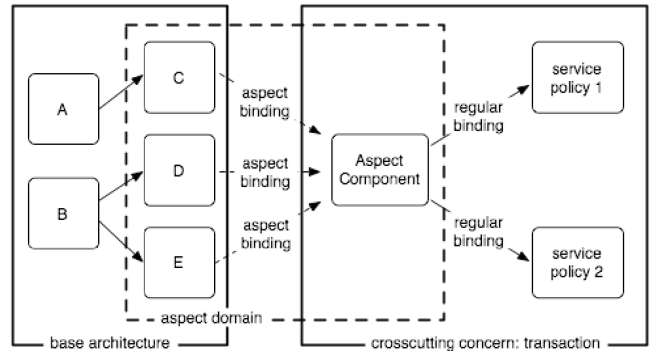 A
B
C
D
E
aspect
binding
aspect
binding
aspect
binding
Aspect
Component
regular
binding
regular
binding
service
policy 1
service
policy 2
aspect domain
base architecture
crosscutting concern: transaction